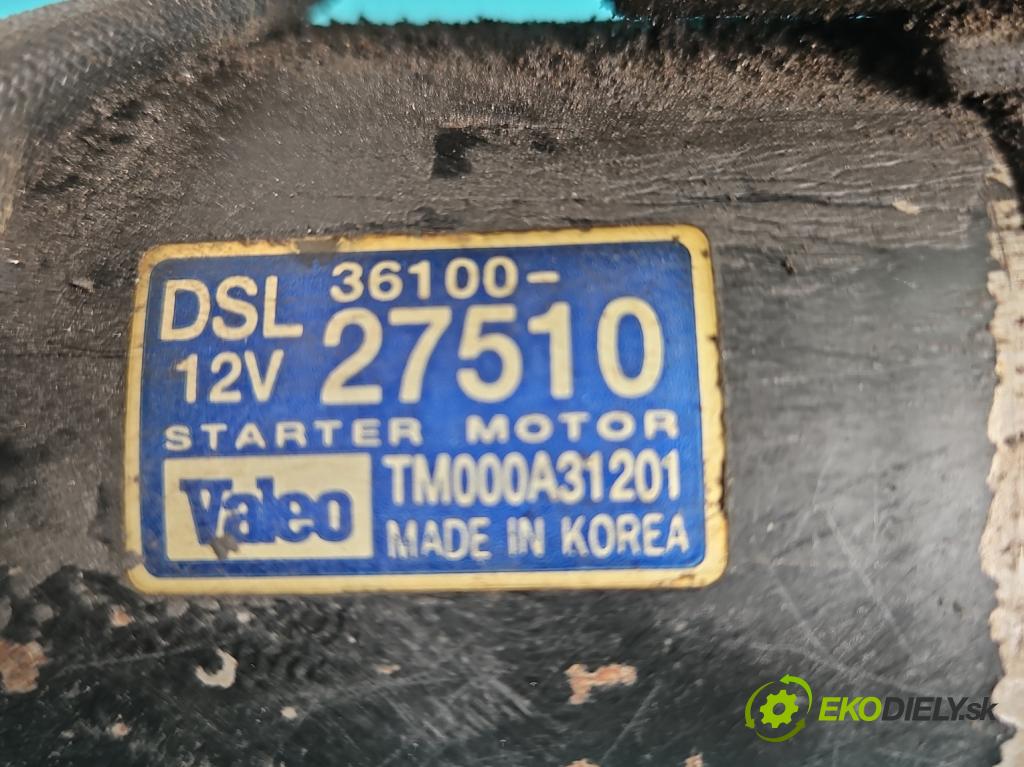 DSL 36100-
12V 27510
STARTER MOTOR
Valeo TM000A31201
MADE IN KOREA
EKODIELY.sk